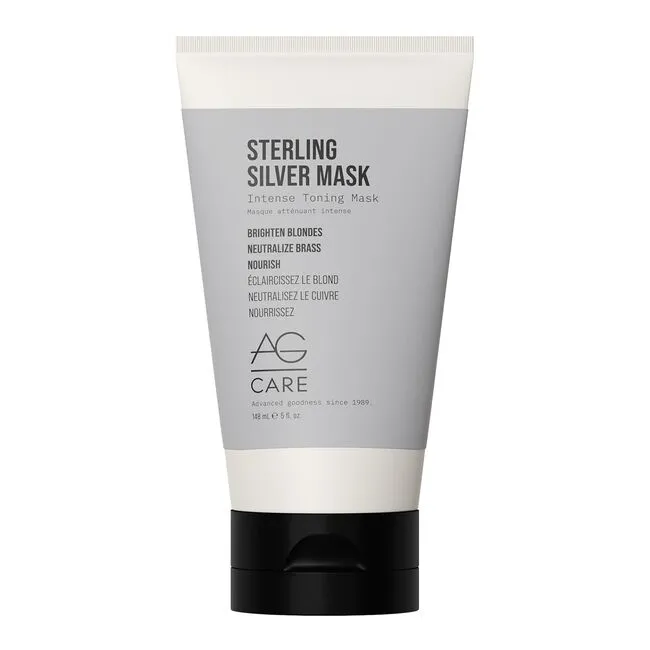 STERLING
SILVER MASK
Intense Toning Mask
Masque atténuant intense
BRIGHTEN BLONDES
NEUTRALIZE BRASS
NOURISH
ÉCLAIRCISSEZ LE BLOND
NEUTRALISEZ LE CUIVRE
NOURRISSEZ
AG
CARE
Advanced goodness since 1989.
148 mL ℮ 5 fl. oz.